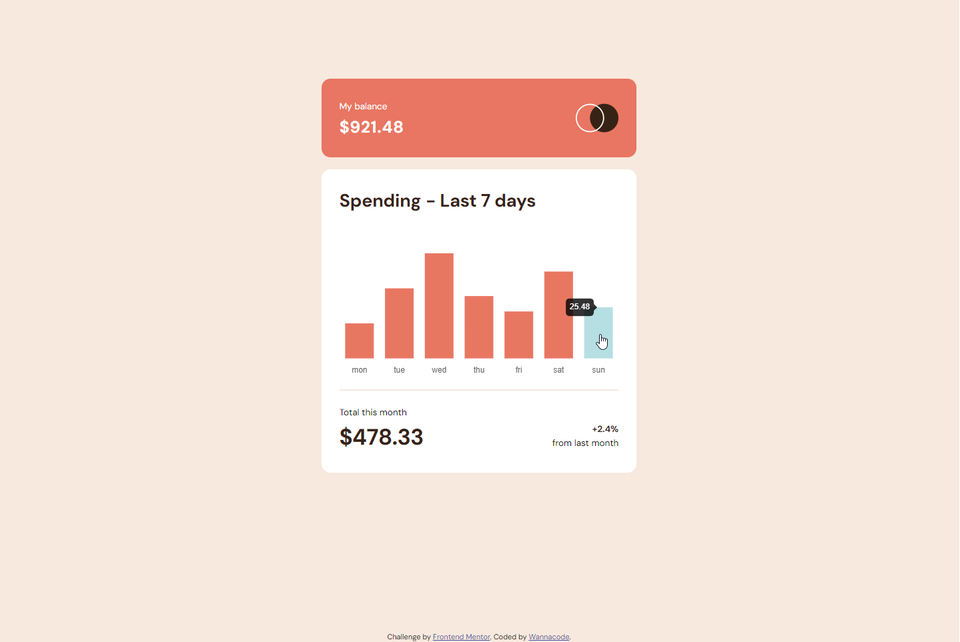 My balance
$921.48
Spending - Last 7 days
25.48
mon tue wed thu fri sat sun
Total this month
$478.33
+2.4%
from last month
Challenge by Frontend Mentor. Coded by Wannacode.